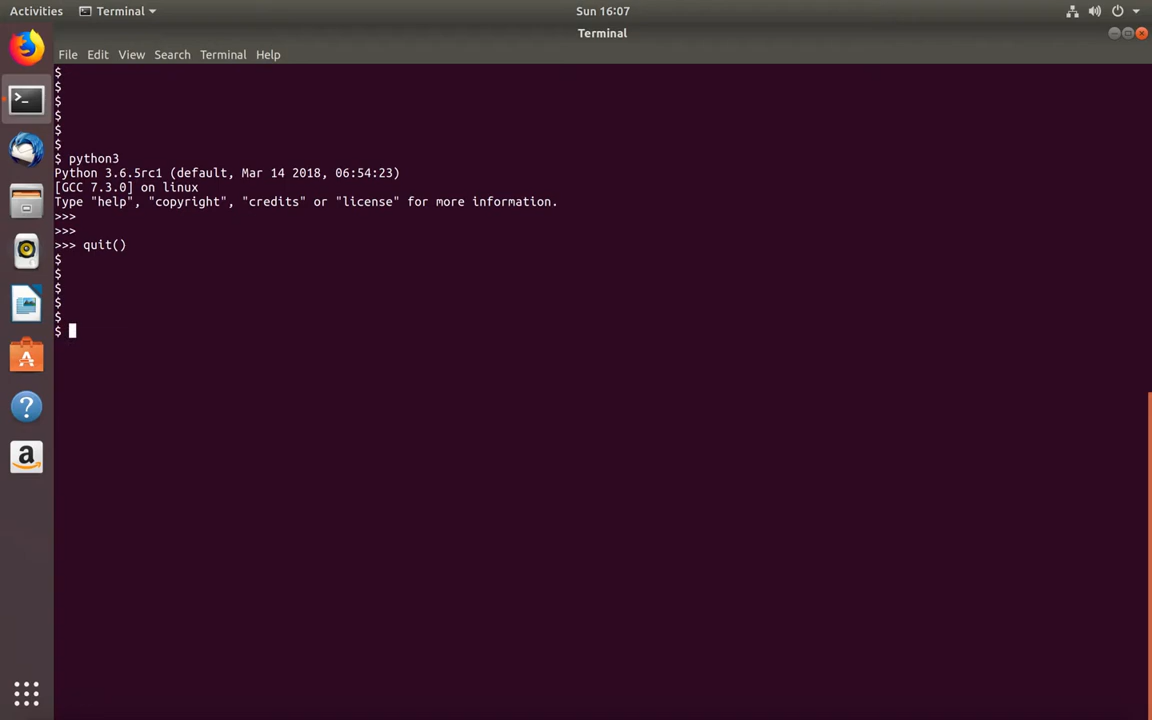 Activities Terminal Sun 16:07
Terminal
File Edit View Search Terminal Help
$
$
$
$
$
$
$ python3
Python 3.6.5rc1 (default, Mar 14 2018, 06:54:23)
[GCC 7.3.0] on linux
Type "help", "copyright", "credits" or "license" for more information.
>>>
>>>
>>> quit()
$
$
$
$
$
$